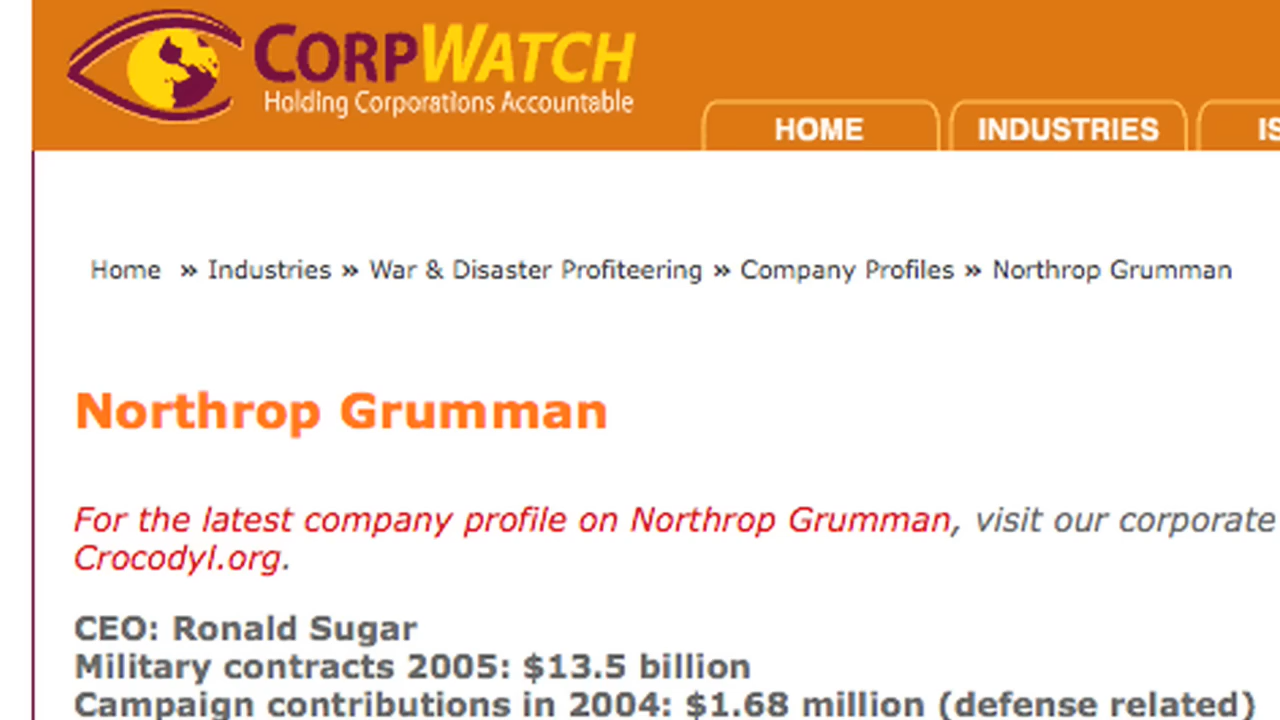 CORPWATCH
Holding Corporations Accountable
HOME
INDUSTRIES
Home » Industries » War & Disaster Profiteering » Company Profiles » Northrop Grumman
Northrop Grumman
For the latest company profile on Northrop Grumman, visit our corporate
Crocodyl.org.
CEO: Ronald Sugar
Military contracts 2005: $13.5 billion
Campaign contributions in 2004: $1.68 million (defense related)